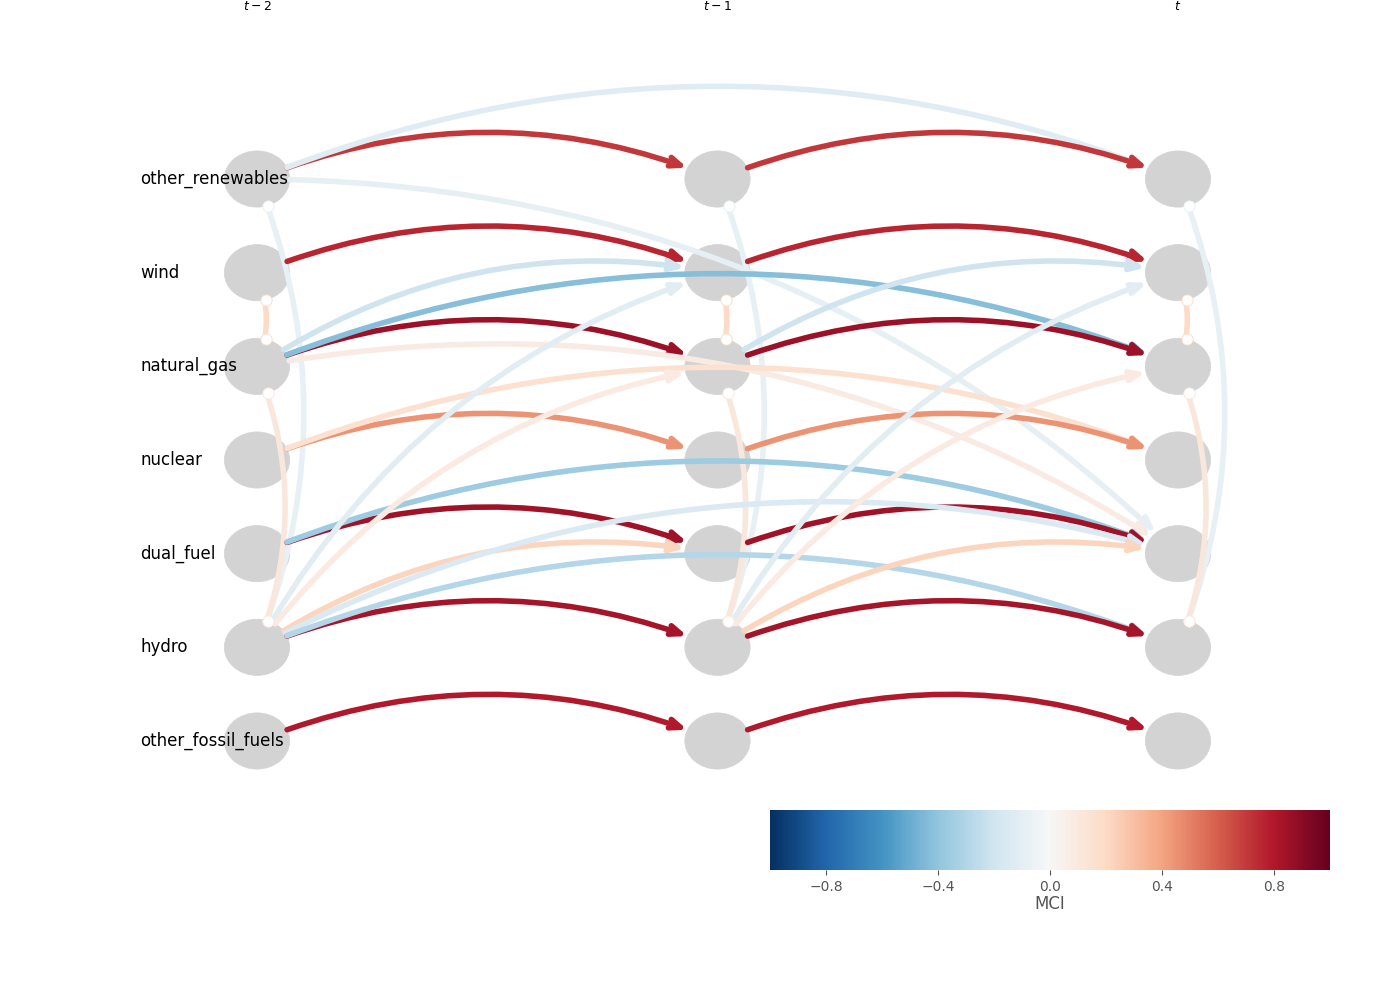 t − 2 t − 1 t
other_renewables
wind
natural_gas
nuclear
dual_fuel
hydro
other_fossil_fuels
−0.8 −0.4 0.0 0.4 0.8
MCI